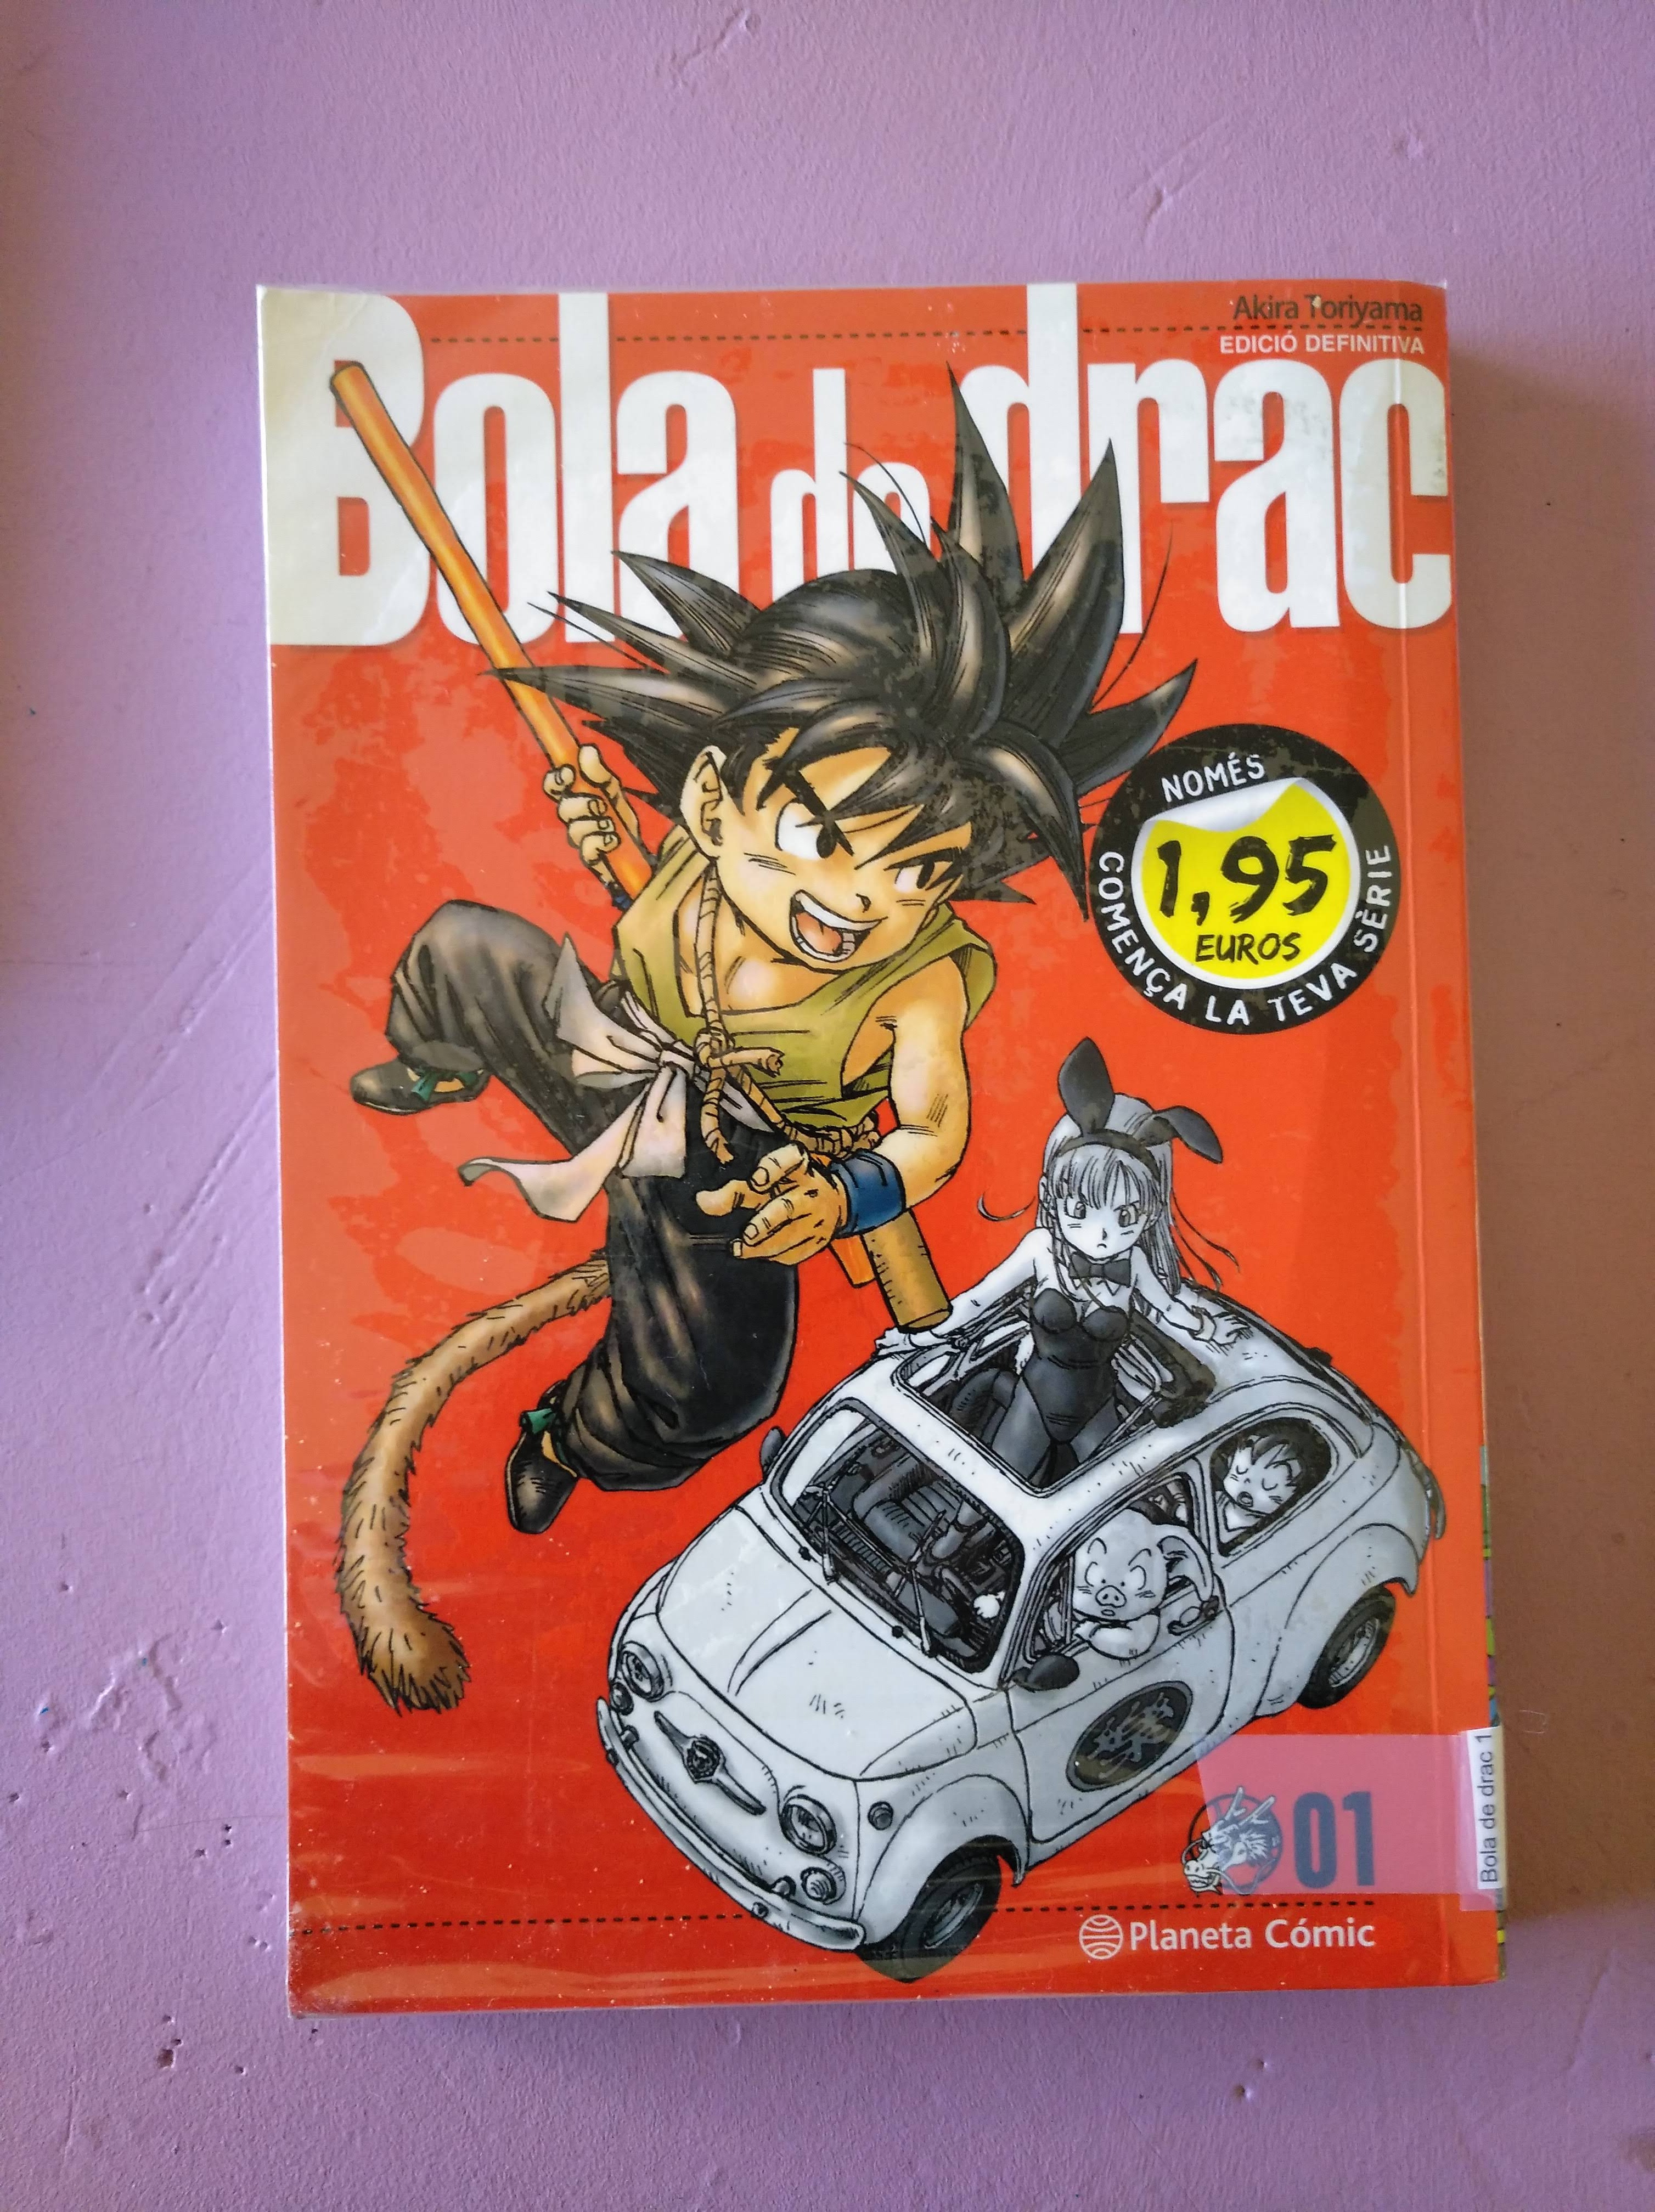 Akira Toriyama
EDICIÓ DEFINITIVA
Bola de drac
NOMÉS
1,95
EUROS
COMENÇA LA TEVA SÈRIE
01
Bola de drac 1
Planeta Cómic